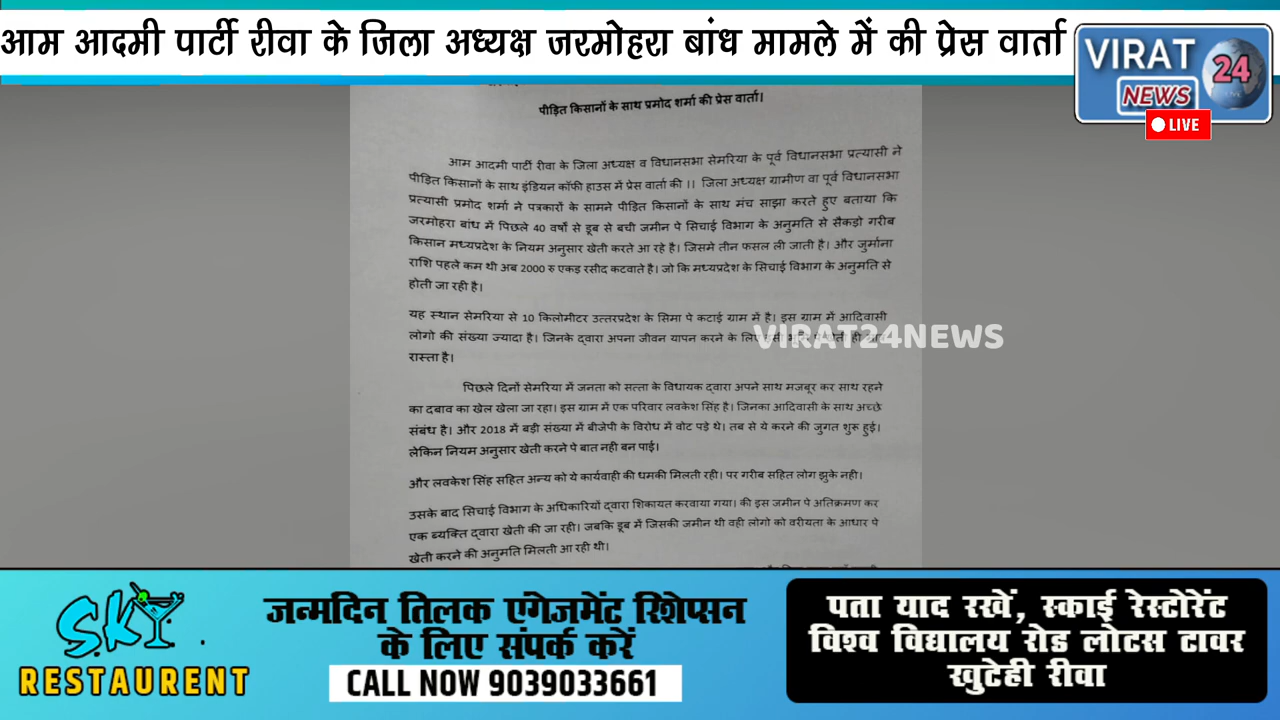 आम आदमी पार्टी रीवा के जिला अध्यक्ष जरमोहरा बांध मामले में की प्रेस वार्ता
VIRAT
24
NEWS
LIVE
पीड़ित किसानों के साथ प्रमोद शर्मा की प्रेस वार्ता।
आम आदमी पार्टी रीवा के जिला अध्यक्ष व विधानसभा सेमरिया के पूर्व विधानसभा प्रत्यासी ने
पीड़ित किसानों के साथ इंडियन कॉफी हाउस में प्रेस वार्ता की ।। जिला अध्यक्ष ग्रामीण वा पूर्व विधानसभा
प्रत्यासी प्रमोद शर्मा ने पत्रकारों के सामने पीड़ित किसानों के साथ मंच साझा करते हुए बताया कि
जरमोहरा बांध में पिछले 40 वर्षो से डूब से बची जमीन पे सिचाई विभाग के अनुमति से सैकड़ो गरीब
किसान मध्यप्रदेश के नियम अनुसार खेती करते आ रहे है। जिसमे तीन फसल ली जाती है। और जुर्माना
राशि पहले कम थी अब 2000 रु एकड़ रसीद कटवाते है। जो कि मध्यप्रदेश के सिचाई विभाग के अनुमति से
होती जा रही है।
यह स्थान सेमरिया से 10 किलोमीटर उत्तरप्रदेश के सिमा पे कटाई ग्राम में है। इस ग्राम में आदिवासी
लोगो की संख्या ज्यादा है। जिनके द्वारा अपना जीवन यापन करने के
रास्ता है।
VIRAT24NEWS
पिछले दिनों सेमरिया में जनता को सत्ता के विधायक द्वारा अपने साथ मजबूर कर साथ रहने
का दबाव का खेल खेला जा रहा। इस ग्राम में एक परिवार लवकेश सिंह है। जिनका आदिवासी के साथ अच्छे
संबंध है। और 2018 में बड़ी संख्या में बीजेपी के विरोध में वोट पड़े थे। तब से ये करने की जुगत शुरू हुई।
लेकिन नियम अनुसार खेती करने पे बात नही बन पाई।
और लवकेश सिंह सहित अन्य को ये कार्यवाही की धमकी मिलती रही। पर गरीब सहित लोग झुके नही।
उसके बाद सिचाई विभाग के अधिकारियों द्वारा शिकायत करवाया गया। की इस जमीन पे अतिक्रमण कर
एक ब्यक्ति द्वारा खेती की जा रही। जबकि डूब में जिसकी जमीन थी वही लोगो को वरीयता के आधार पे
खेती करने की अनुमति मिलती आ रही थी।
SKY
RESTAURENT
जन्मदिन तिलक एंगेजमेंट रिशेप्सन
के लिए संपर्क करें
CALL NOW 9039033661
पता याद रखें, स्काई रेस्टोरेंट
विश्व विद्यालय रोड लोटस टावर
खुटेही रीवा